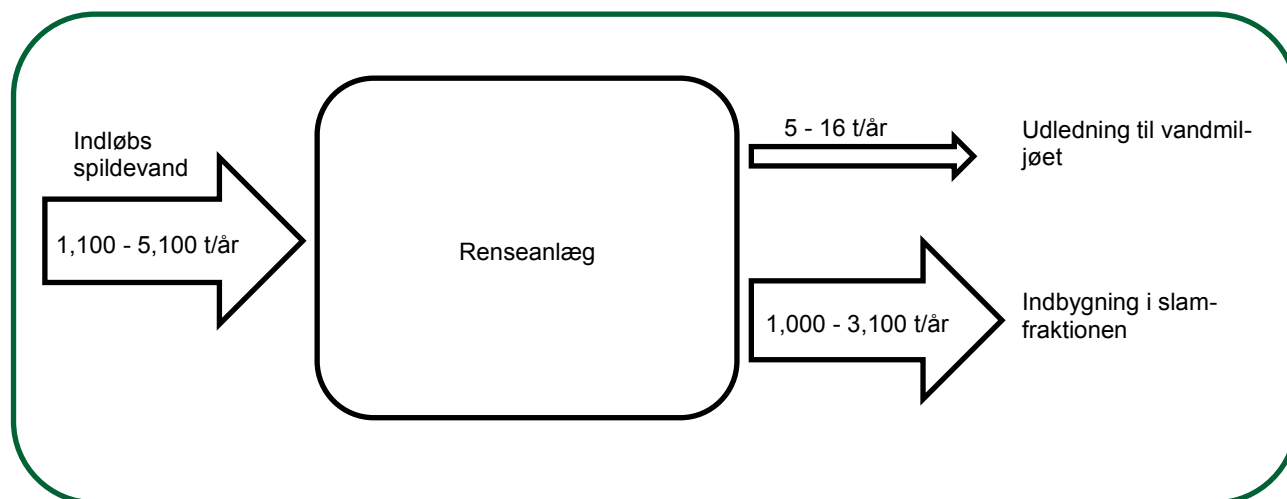 Indløbs
spildevand
1,100 - 5,100 t/år
Renseanlæg
5 - 16 t/år
Udledning til vandmil-
jøet
1,000 - 3,100 t/år
Indbygning i slam-
fraktionen